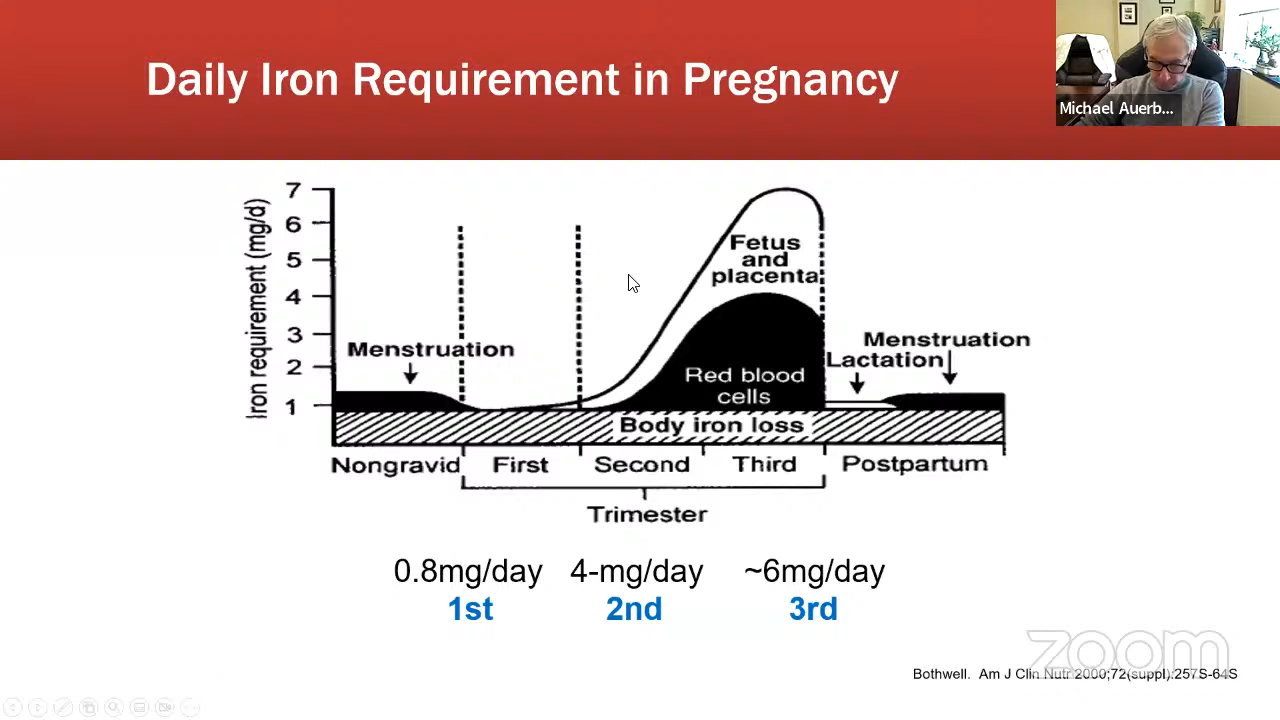 Daily Iron Requirement in Pregnancy
Michael Auerb...
Iron requirement (mg/d)
7
6
5
4
3
2
1
Menstruation
Fetus
and
placenta
Red blood
cells
Body iron loss
Lactation
Menstruation
Nongravid First Second Third Postpartum
Trimester
0.8mg/day 4-mg/day ~6mg/day
1st 2nd 3rd
zoom
Bothwell. Am J Clin Nutr 2000;72(suppl):257S-64S